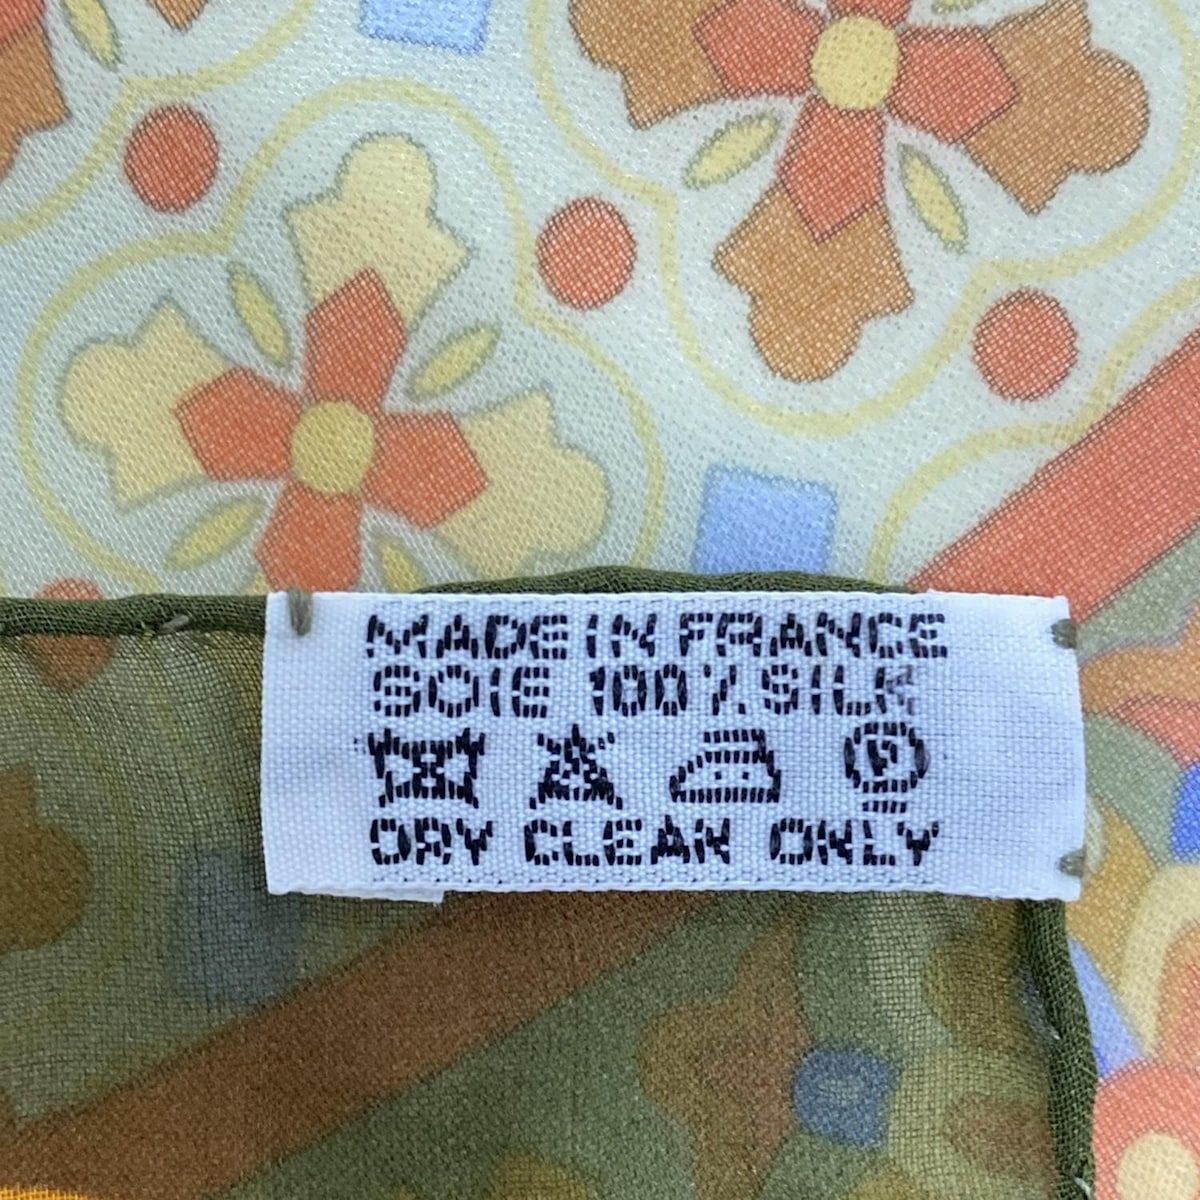 MADE IN FRANCE
SOIE 100% SILK
DRY CLEAN ONLY